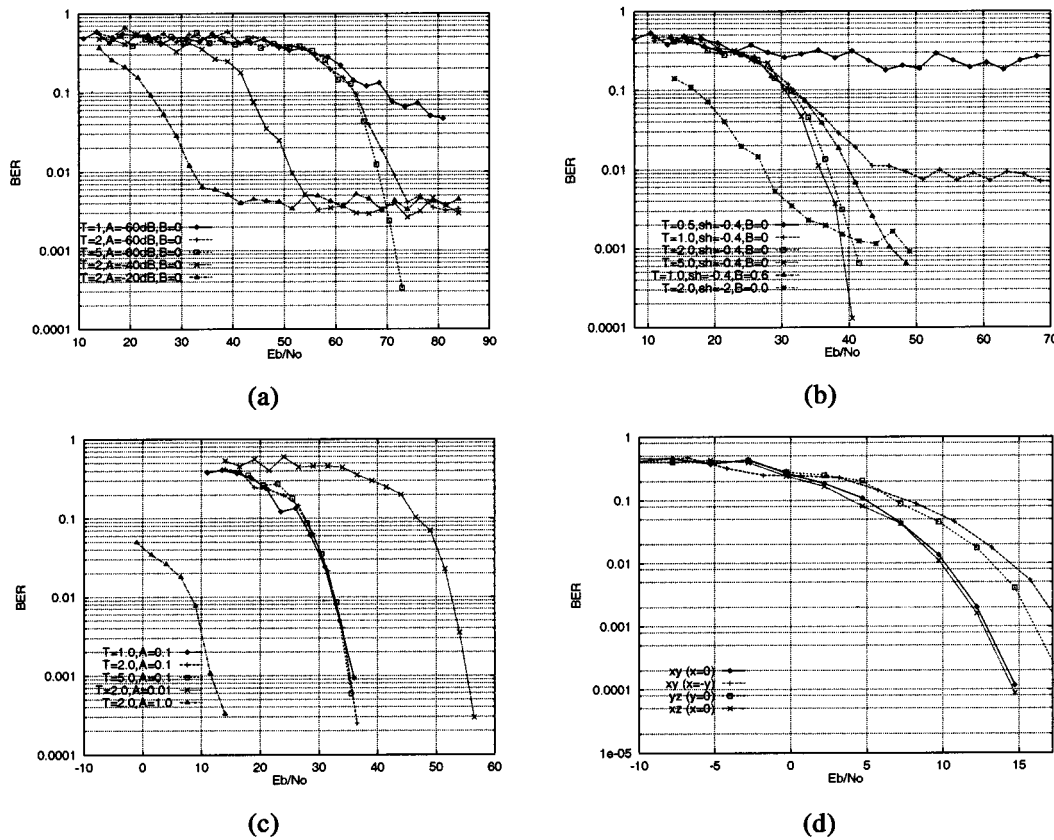 1
0.1
0.01
0.001
0.0001
BER
T=1,A=-60dB,B=0
T=2,A=-60dB,B=0
T=5,A=-60dB,B=0
T=2,A=-40dB,B=0
T=2,A=-20dB,B=0
10 20 30 40 50 60 70 80 90
Eb/No
(a)
1
0.1
0.01
0.001
0.0001
BER
T=0.5,sh=-0.4,B=0
T=1.0,sh=-0.4,B=0
T=2.0,sh=-0.4,B=0
T=5.0,sh=-0.4,B=0
T=1.0,sh=-0.4,B=0.6
T=2.0,sh=-2,B=0.0
10 20 30 40 50 60 70
Eb/No
(b)
1
0.1
0.01
0.001
0.0001
BER
T=1.0,A=0.1
T=2.0,A=0.1
T=5.0,A=0.1
T=2.0,A=0.01
T=2.0,A=1.0
-10 0 10 20 30 40 50 60
Eb/No
(c)
1
0.1
0.01
0.001
0.0001
1e-05
BER
xy (x=0)
xy (x=-y)
yz (y=0)
xz (x=0)
-10 -5 0 5 10 15
Eb/No
(d)